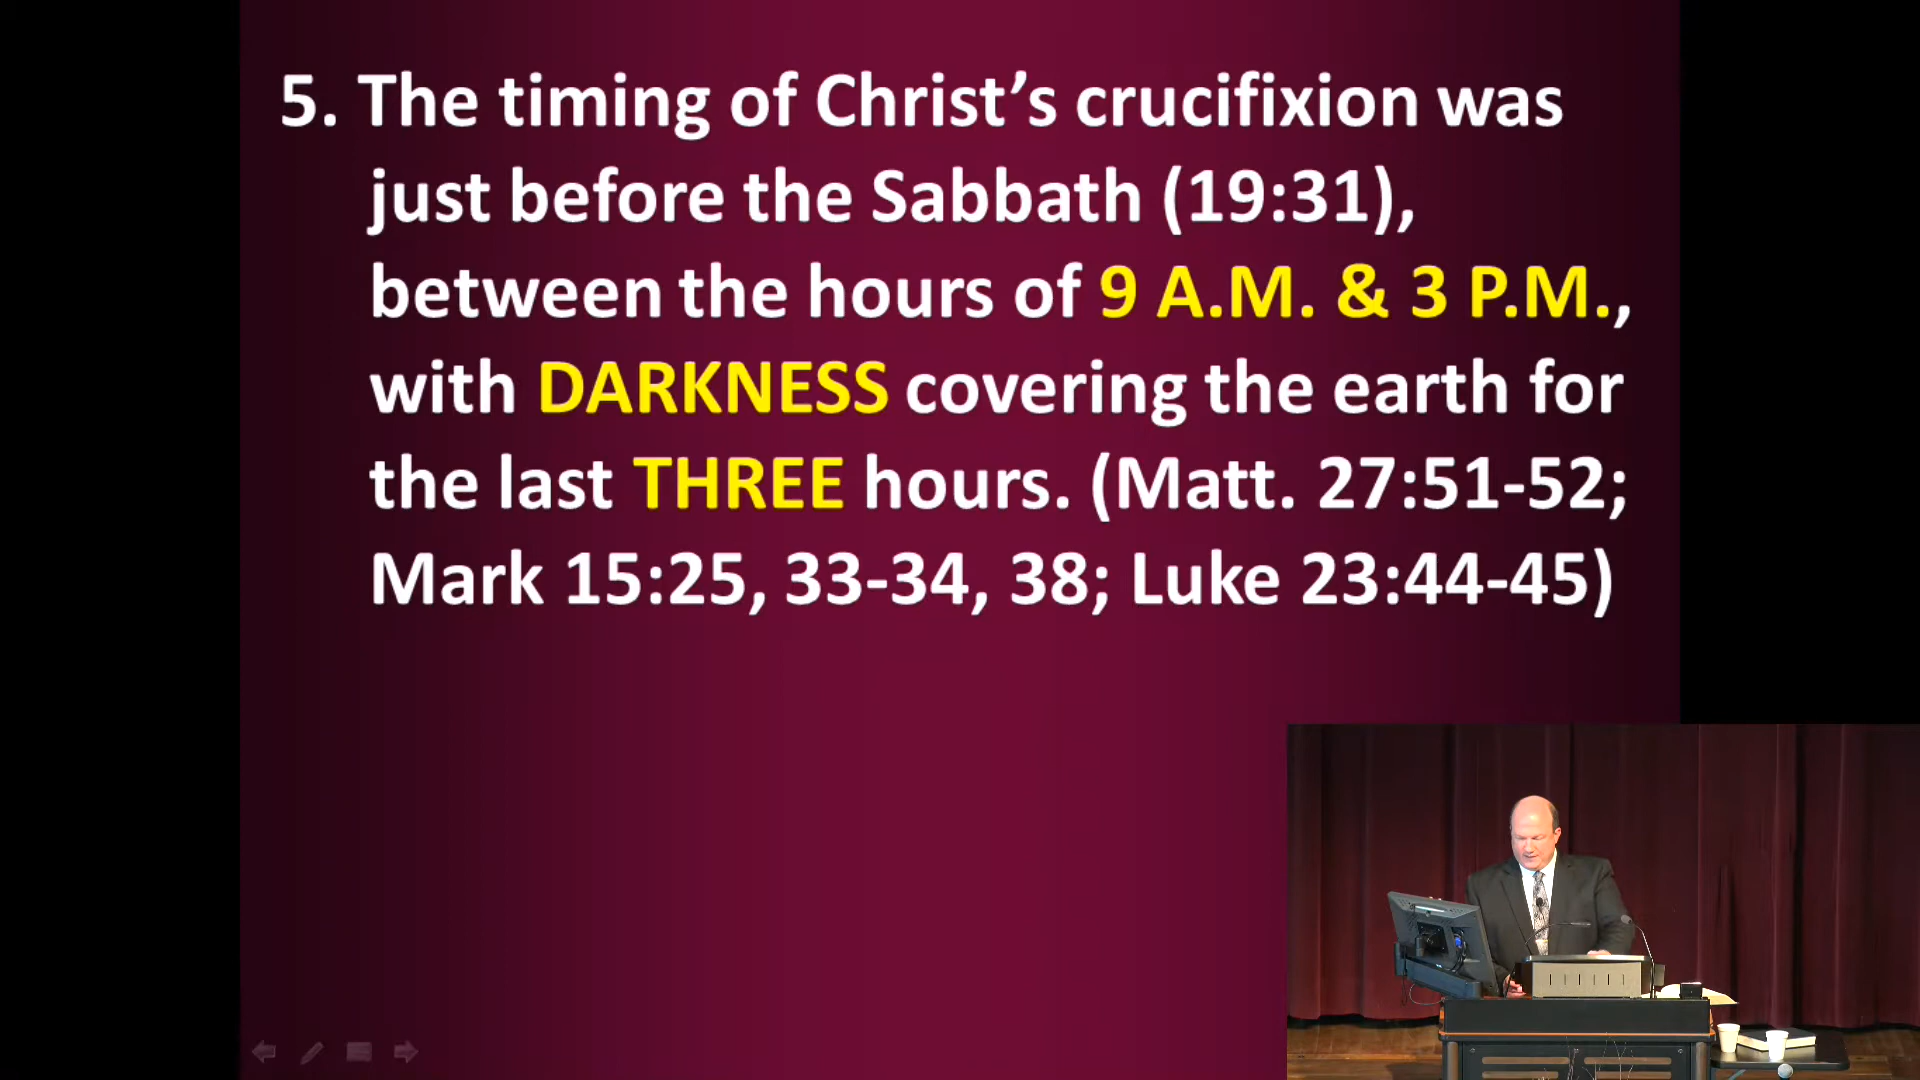 5. The timing of Christ’s crucifixion was
just before the Sabbath (19:31),
between the hours of 9 A.M. & 3 P.M.,
with DARKNESS covering the earth for
the last THREE hours. (Matt. 27:51-52;
Mark 15:25, 33-34, 38; Luke 23:44-45)